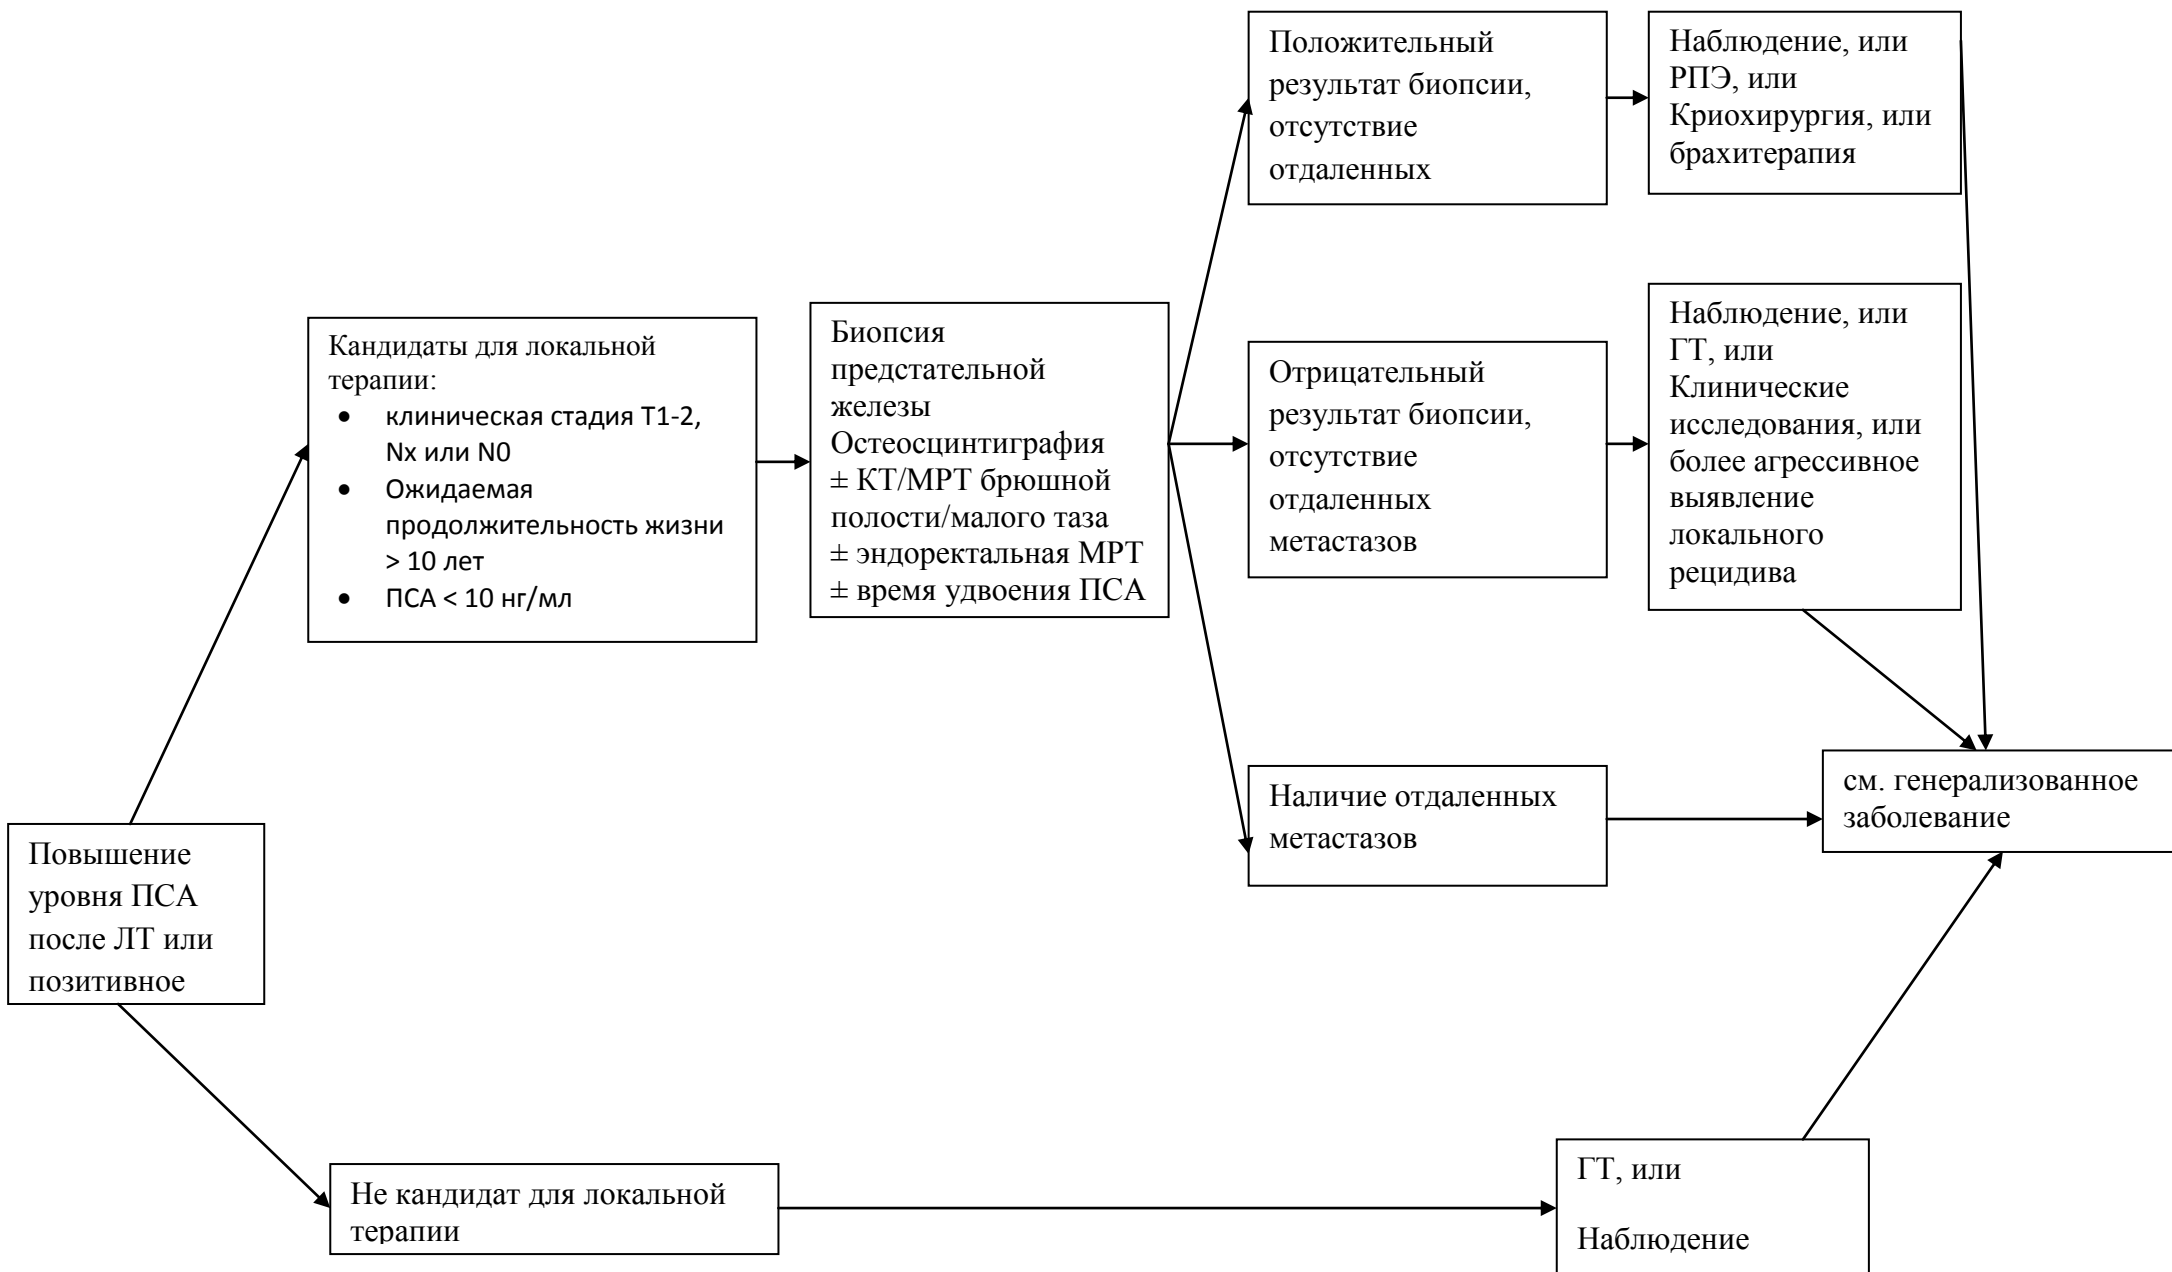 Положительный
результат биопсии,
отсутствие
отдаленных
Наблюдение, или
РПЭ, или
Криохирургия, или
брахитерапия
Кандидаты для локальной
терапии:
• клиническая стадия T1-2,
Nx или N0
• Ожидаемая
продолжительность жизни
> 10 лет
• ПСА < 10 нг/мл
Биопсия
предстательной
железы
Остеосцинтиграфия
± КТ/МРТ брюшной
полости/малого таза
± эндоректальная МРТ
± время удвоения ПСА
Отрицательный
результат биопсии,
отсутствие
отдаленных
метастазов
Наблюдение, или
ГТ, или
Клинические
исследования, или
более агрессивное
выявление
локального
рецидива
Наличие отдаленных
метастазов
см. генерализованное
заболевание
Повышение
уровня ПСА
после ЛТ или
позитивное
Не кандидат для локальной
терапии
ГТ, или
Наблюдение